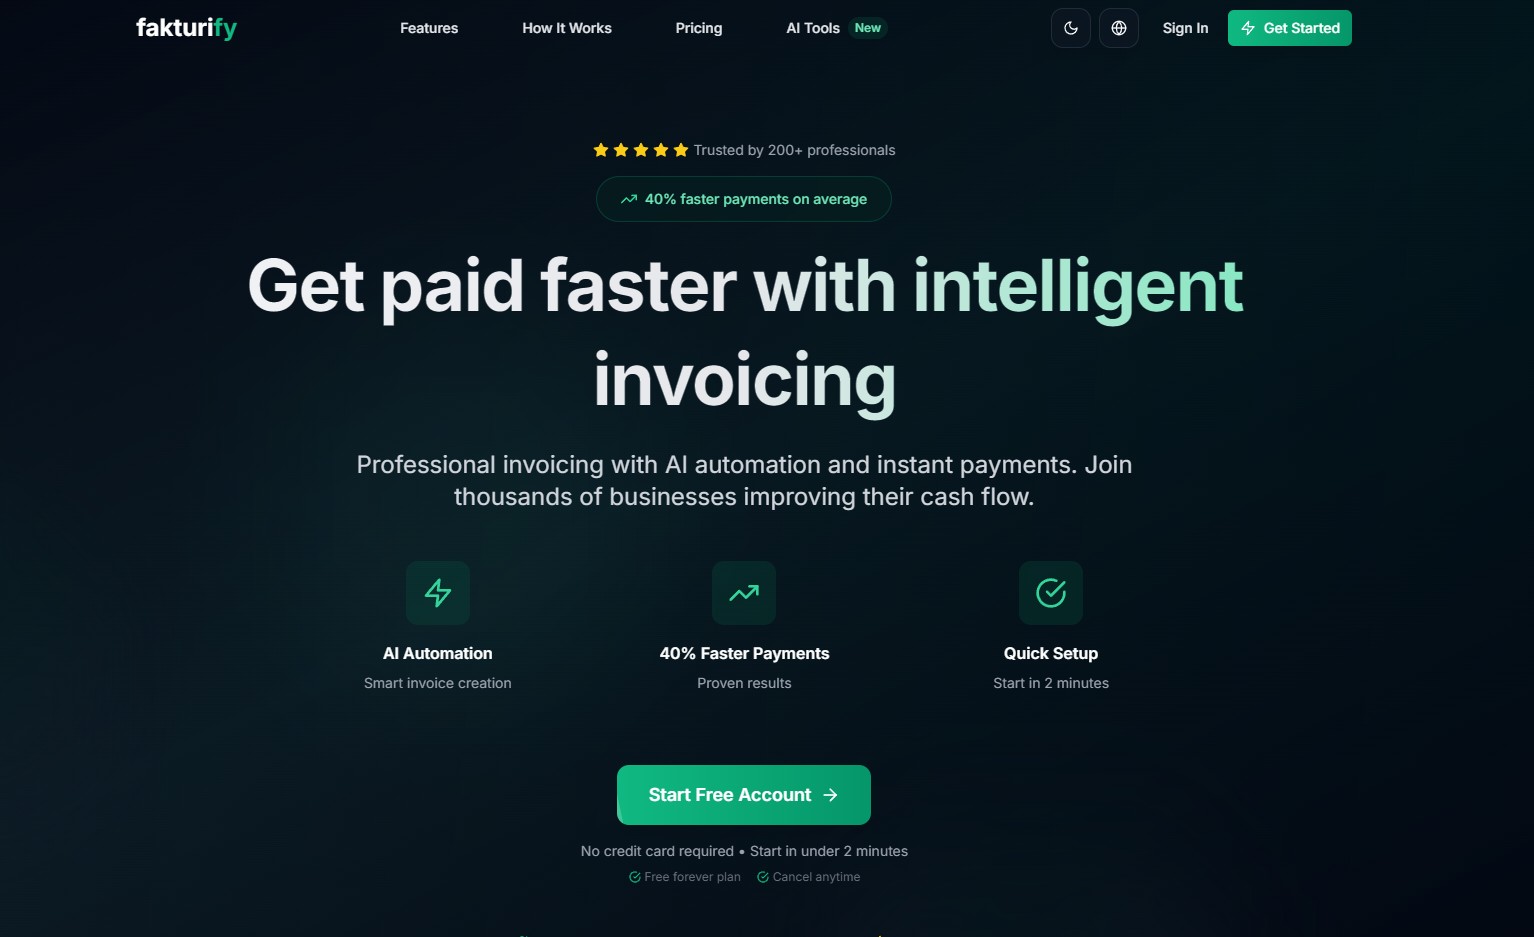 fakturify
Features
How It Works
Pricing
AI Tools New
Sign In
Get Started
Trusted by 200+ professionals
40% faster payments on average
Get paid faster with intelligent
invoicing
Professional invoicing with AI automation and instant payments. Join
thousands of businesses improving their cash flow.
AI Automation
Smart invoice creation
40% Faster Payments
Proven results
Quick Setup
Start in 2 minutes
Start Free Account
No credit card required • Start in under 2 minutes
Free forever plan
Cancel anytime